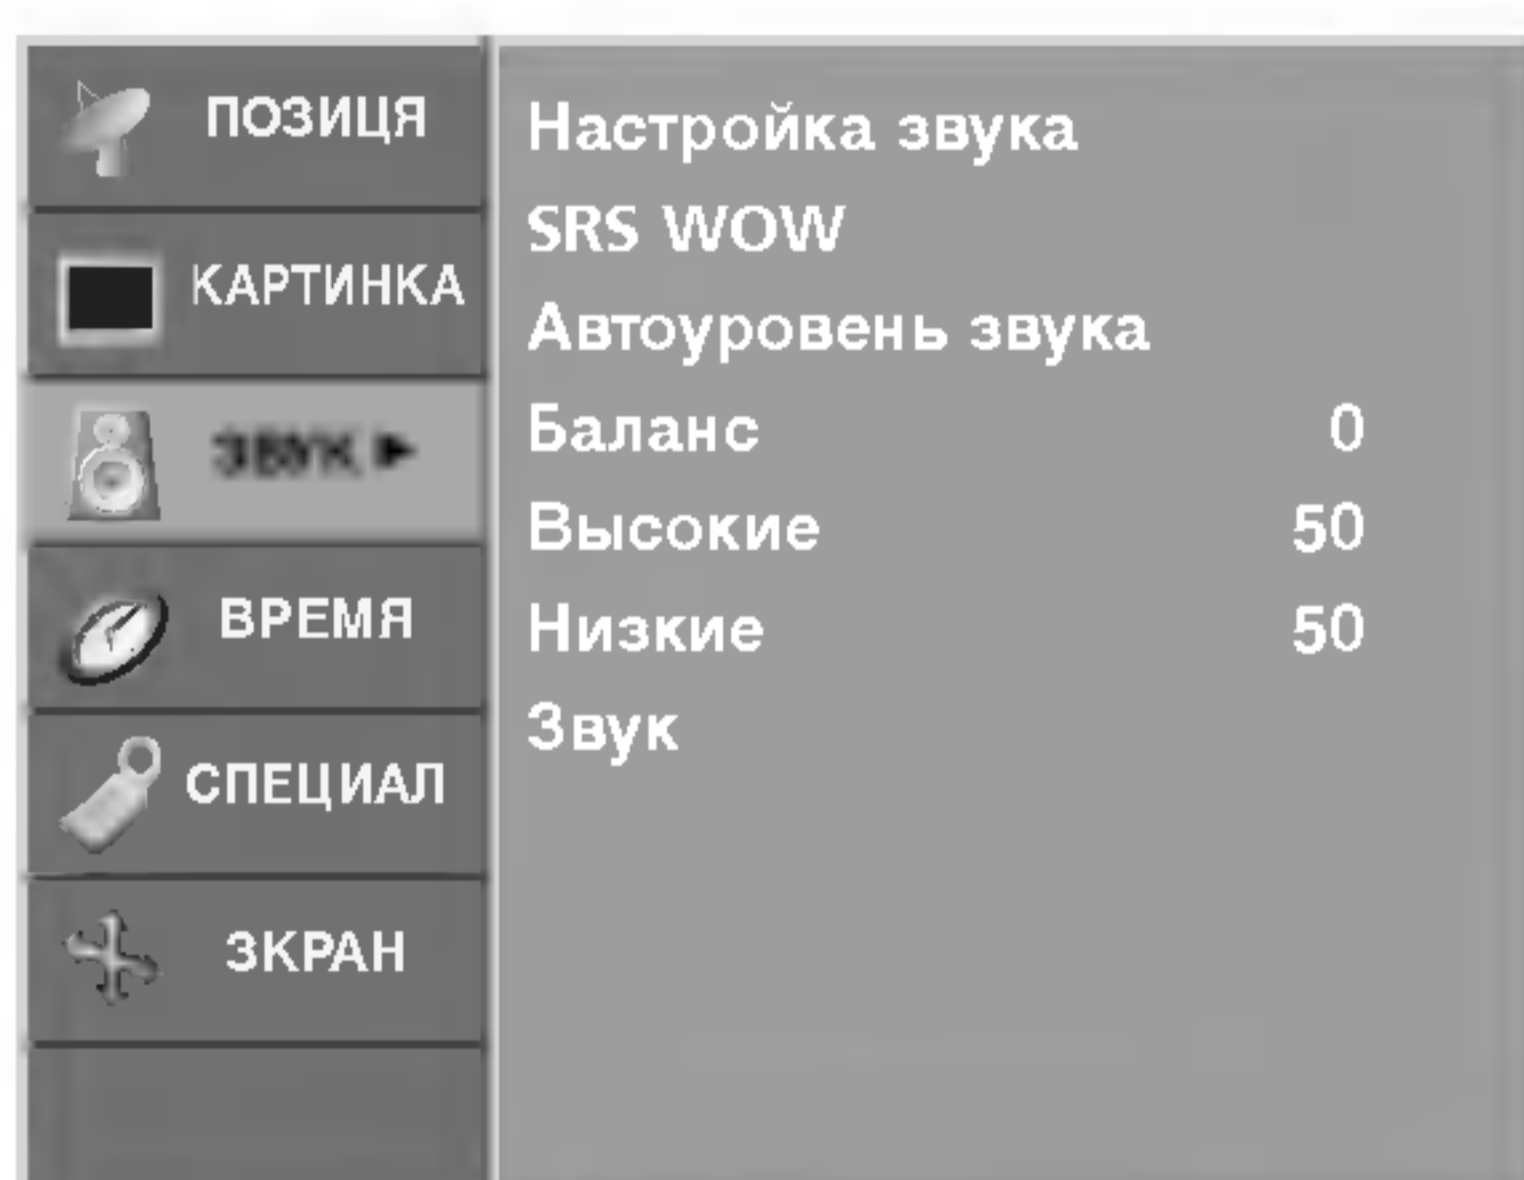 ПОЗИЦЯ
КАРТИНКА
ЗВУК ►
ВРЕМЯ
СПЕЦИАЛ
ЗКРАН
Настройка звука
SRS WOW
Автоуровень звука
Баланс 0
Высокие 50
Низкие 50
Звук